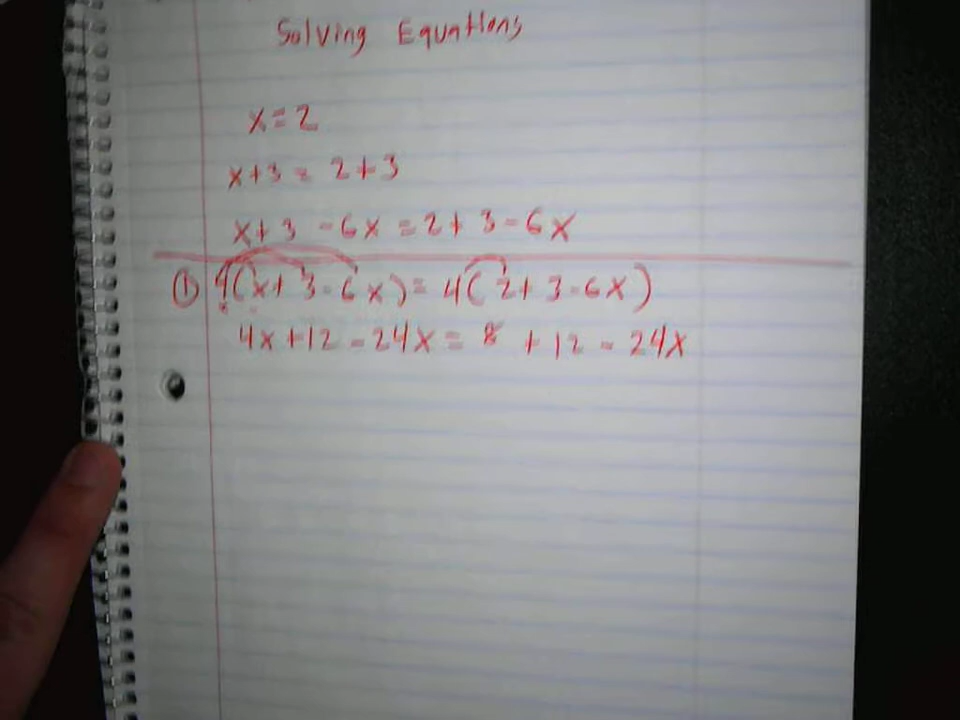 Solving Equations
x = 2
x + 3 = 2 + 3
x + 3 - 6x = 2 + 3 - 6x
① 4(x + 3 - 6x) = 4(2 + 3 - 6x)
4x + 12 - 24x = 8 + 12 - 24x